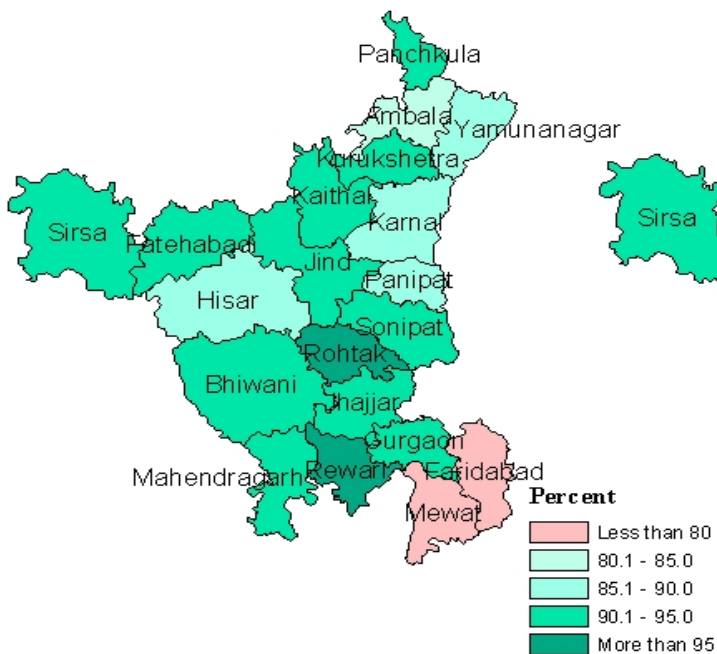 Panchkula
Ambala
Yamunanagar
Kurukshetra
Kaithal
Karnal
Sirsa
Sirsa
Fatehabad
Jind
Panipat
Hisar
Sonipat
Rohtak
Bhiwani
Jhajjar
Gurgaon
Mahendragarh
Rewari
Faridabad
Mewat
Percent
Less than 80
80.1 - 85.0
85.1 - 90.0
90.1 - 95.0
More than 95